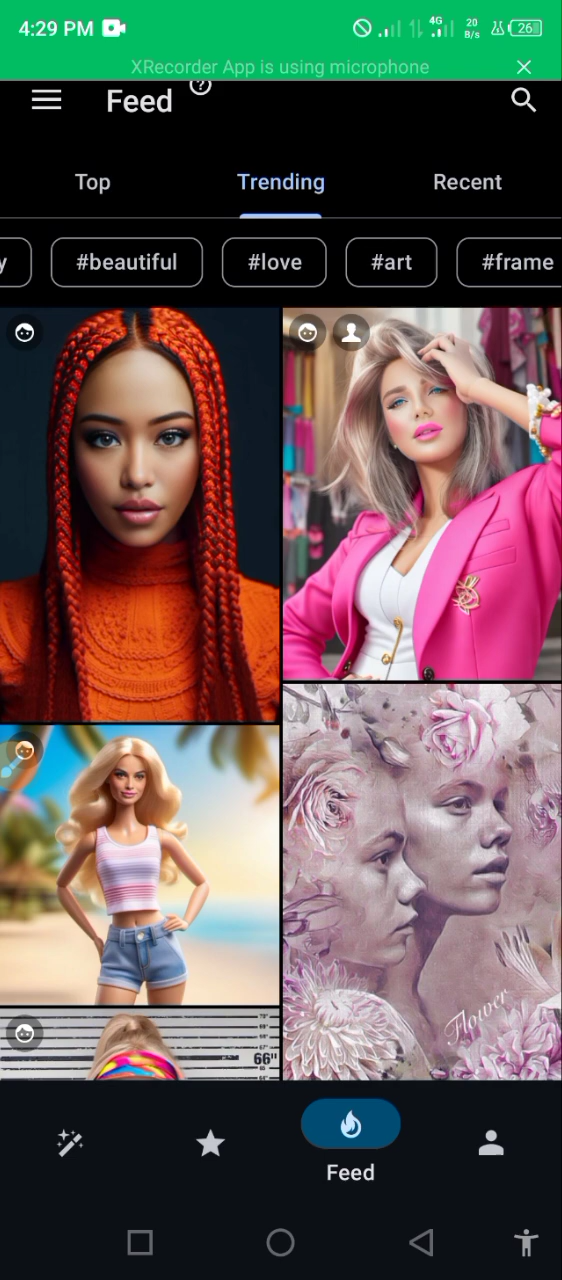 4:29 PM
4G
20
B/s
26
XRecorder App is using microphone
Feed
Top
Trending
Recent
y
#beautiful
#love
#art
#frame
66"
Flower
Feed